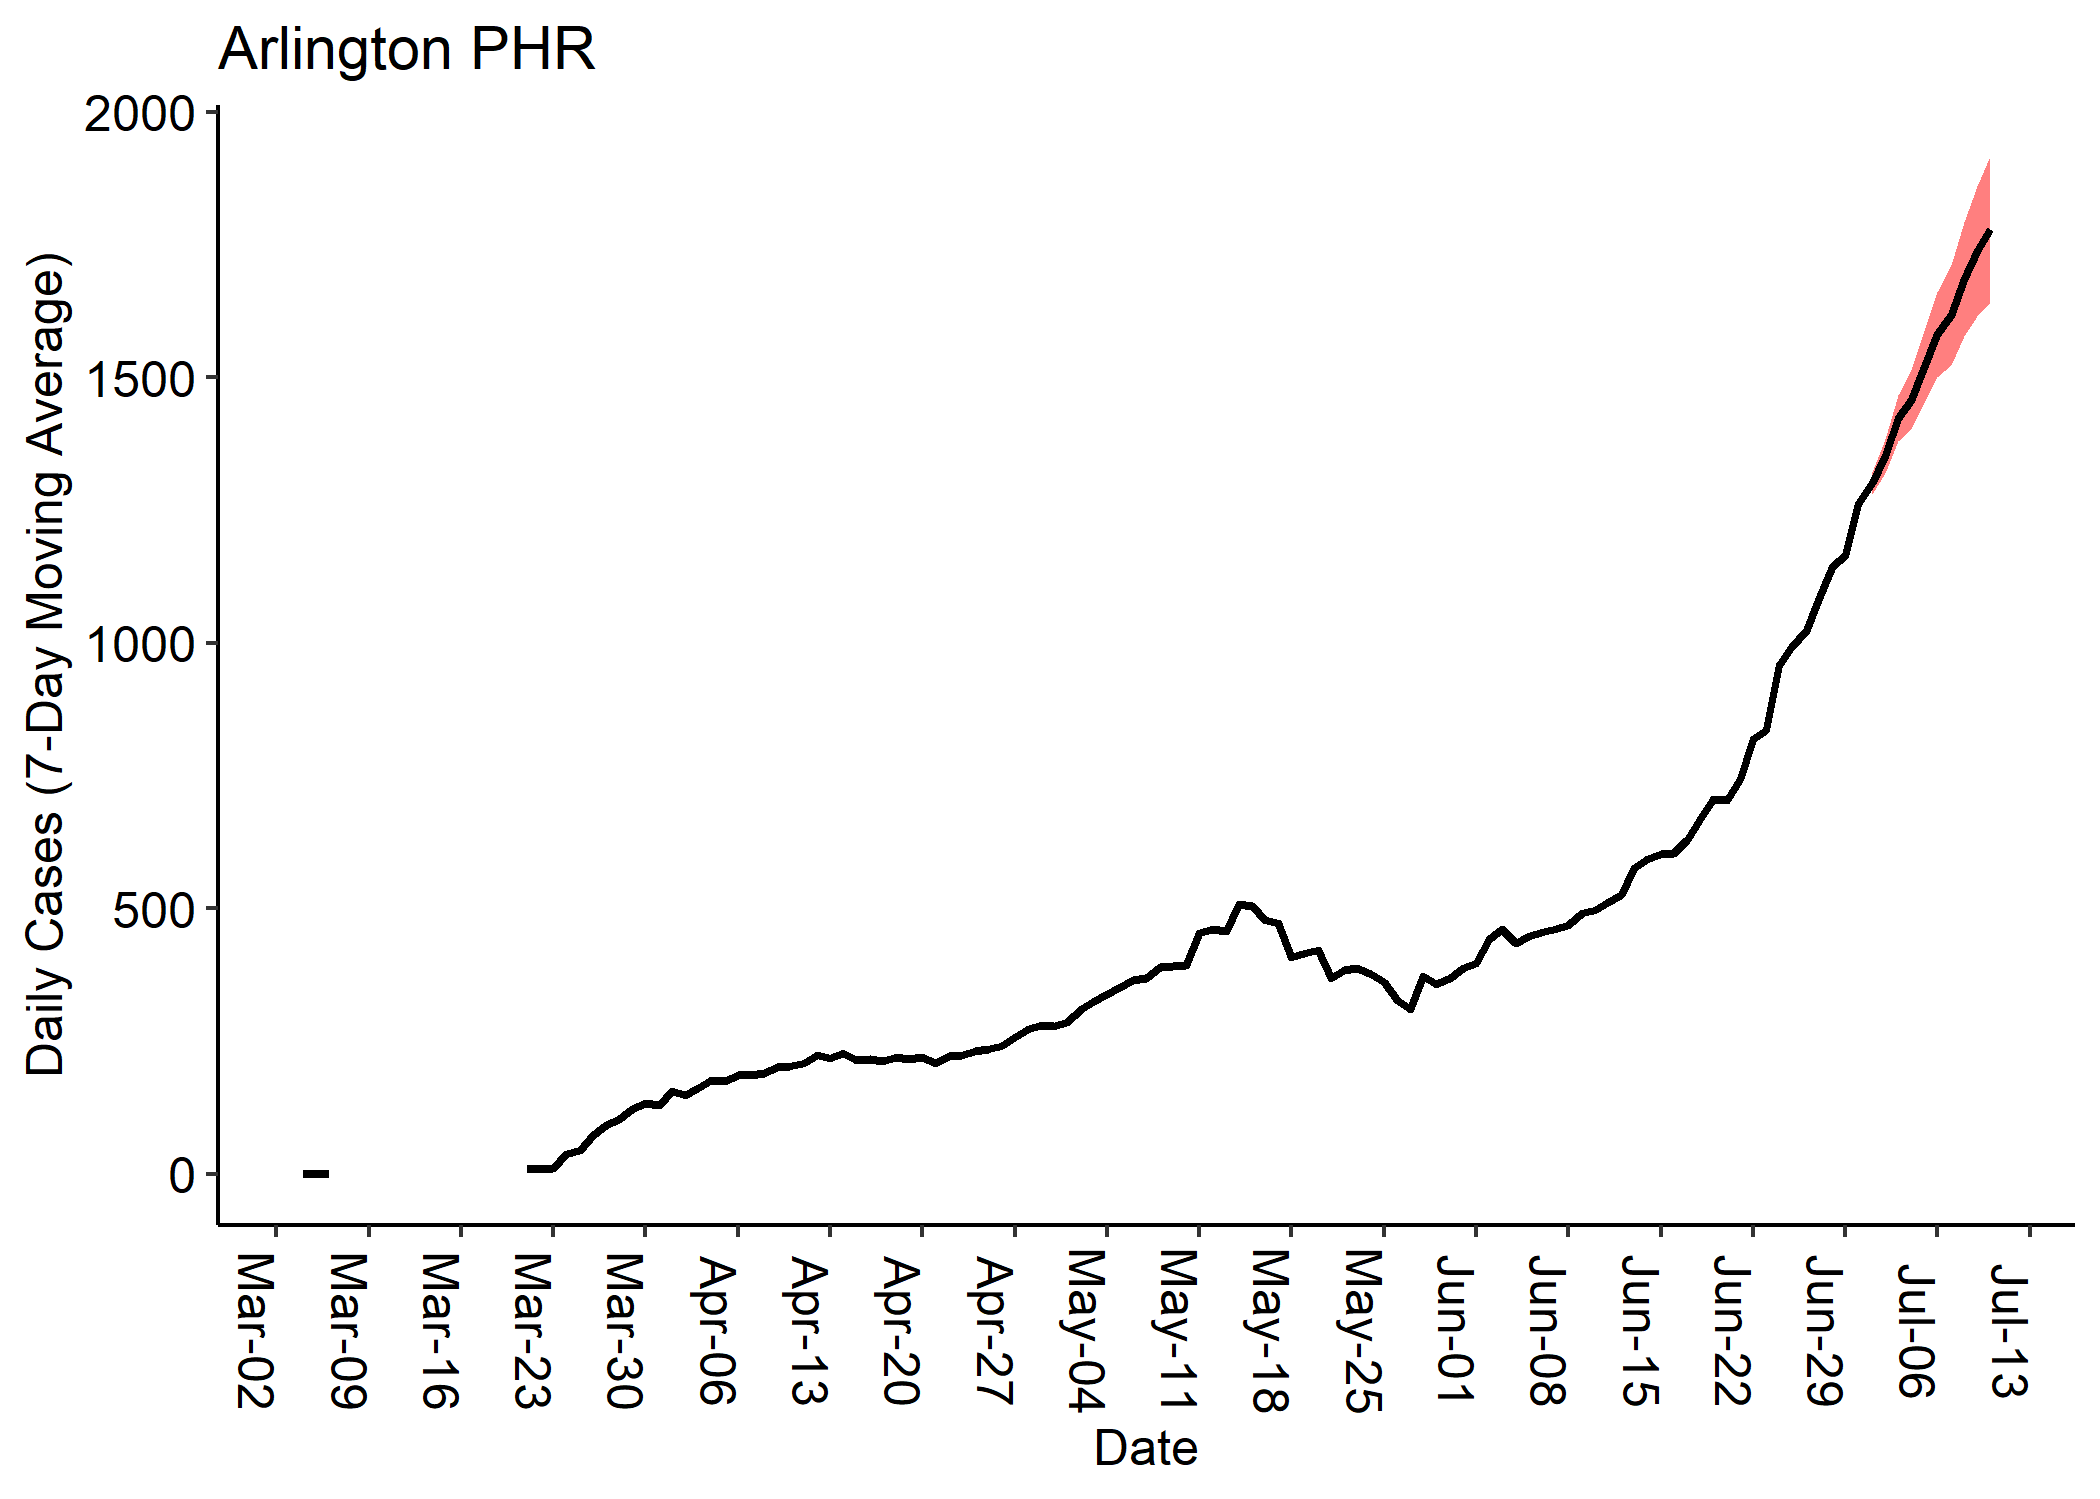 Arlington PHR
Daily Cases (7-Day Moving Average)
2000
1500
1000
500
0
Mar-02
Mar-09
Mar-16
Mar-23
Mar-30
Apr-06
Apr-13
Apr-20
Apr-27
May-04
May-11
May-18
May-25
Jun-01
Jun-08
Jun-15
Jun-22
Jun-29
Jul-06
Jul-13
Date